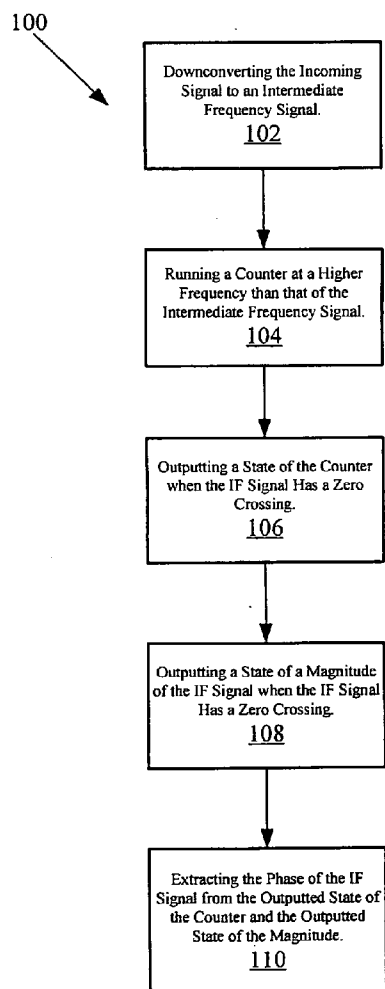 100
Downconverting the Incoming
Signal to an Intermediate
Frequency Signal.
102
Running a Counter at a Higher
Frequency than that of the
Intermediate Frequency Signal.
104
Outputting a State of the Counter
when the IF Signal Has a Zero
Crossing.
106
Outputting a State of a Magnitude
of the IF Signal when the IF Signal
Has a Zero Crossing.
108
Extracting the Phase of the IF
Signal from the Outputted State of
the Counter and the Outputted
State of the Magnitude.
110